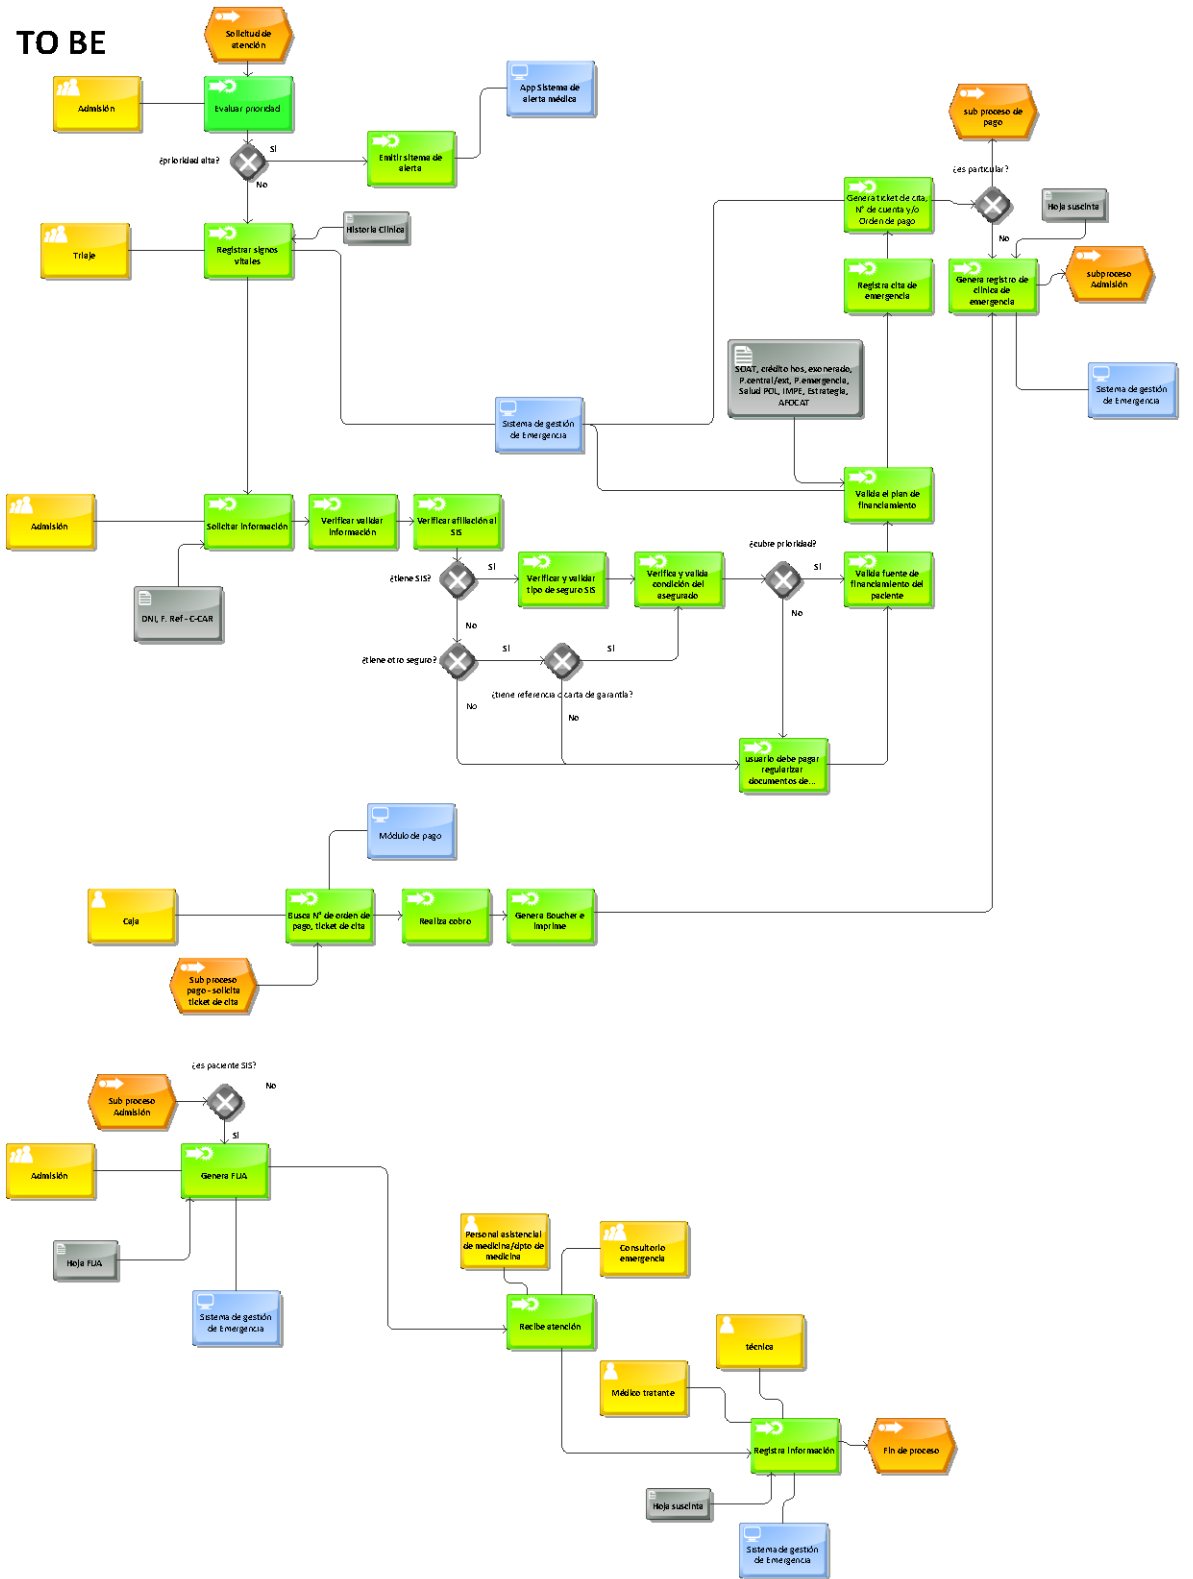 TO BE
Solicitud de
atención
Admisión
Evaluar prioridad
App Sistema de
alerta médica
¿prioridad alta?
SI
No
Emitir sitema de
alerta
sub proceso de
pago
¿es particular?
Genera ticket de cita,
N° de cuenta y/o
Orden de pago
Hoja suscinta
No
Triaje
Registrar signos
vitales
Historia Clínica
Registra cita de
emergencia
Genera registro de
clínica de
emergencia
subproceso
Admisión
SOAT, crédito hos, exonerado,
P.central/ext, P.emergencia,
Salud POL, IMPE, Estrategia,
AFOCAT
Sistema de gestión
de Emergencia
Sistema de gestión
de Emergencia
Valida el plan de
financiamiento
Admisión
Solicitar información
Verificar validar
información
Verificar afiliación al
SIS
¿cubre prioridad?
¿tiene SIS?
SI
Verificar y validar
tipo de seguro SIS
Verifica y valida
condición del
asegurado
SI
Valida fuente de
financiamiento del
paciente
DNI, F. Ref - C-CAR
No
No
¿tiene otro seguro?
SI
SI
¿tiene referencia o carta de garantía?
No
No
usuario debe pagar
regularizar
documentos de...
Módulo de pago
Caja
Busca N° de orden de
pago, ticket de cita
Realiza cobro
Genera Boucher e
imprime
Sub proceso
pago - solicita
ticket de cita
¿es paciente SIS?
No
Sub proceso
Admisión
SI
Admisión
Genera FUA
Hoja FUA
Sistema de gestión
de Emergencia
Personal asistencial
de medicina/dpto de
medicina
Consultorio
emergencia
Recibe atención
técnica
Médico tratante
Registra información
Fin de proceso
Hoja suscinta
Sistema de gestión
de Emergencia